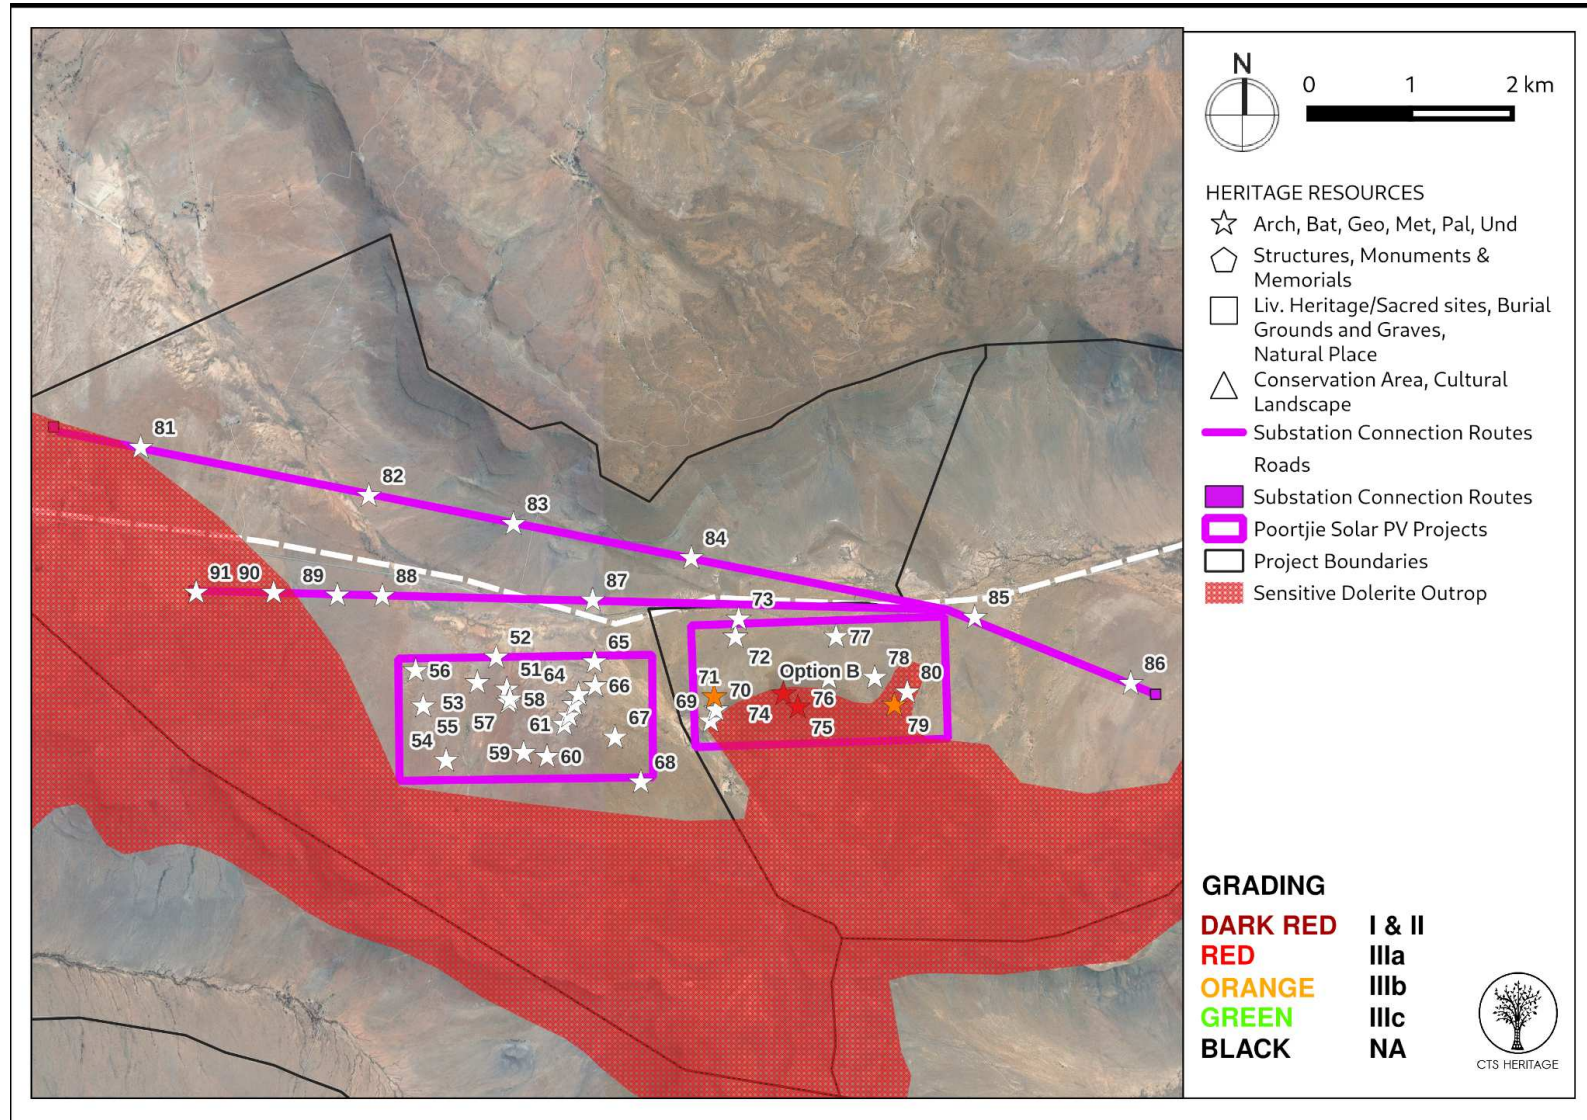 N
0 1 2 km
HERITAGE RESOURCES
Arch, Bat, Geo, Met, Pal, Und
Structures, Monuments &
Memorials
Liv. Heritage/Sacred sites, Burial
Grounds and Graves,
Natural Place
Conservation Area, Cultural
Landscape
Substation Connection Routes
Roads
Substation Connection Routes
Poortjie Solar PV Projects
Project Boundaries
Sensitive Dolerite Outrop
GRADING
DARK RED I & II
RED IIIa
ORANGE IIIb
GREEN IIIc
BLACK NA
CTS HERITAGE
81
82
83
84
91 90 89 88 87
73
85
52 65
56 51 64
72 77
86
66
71 Option B 78
53 58
69 70 80
55 57 61 67
74 76
75 79
54 59 60 68